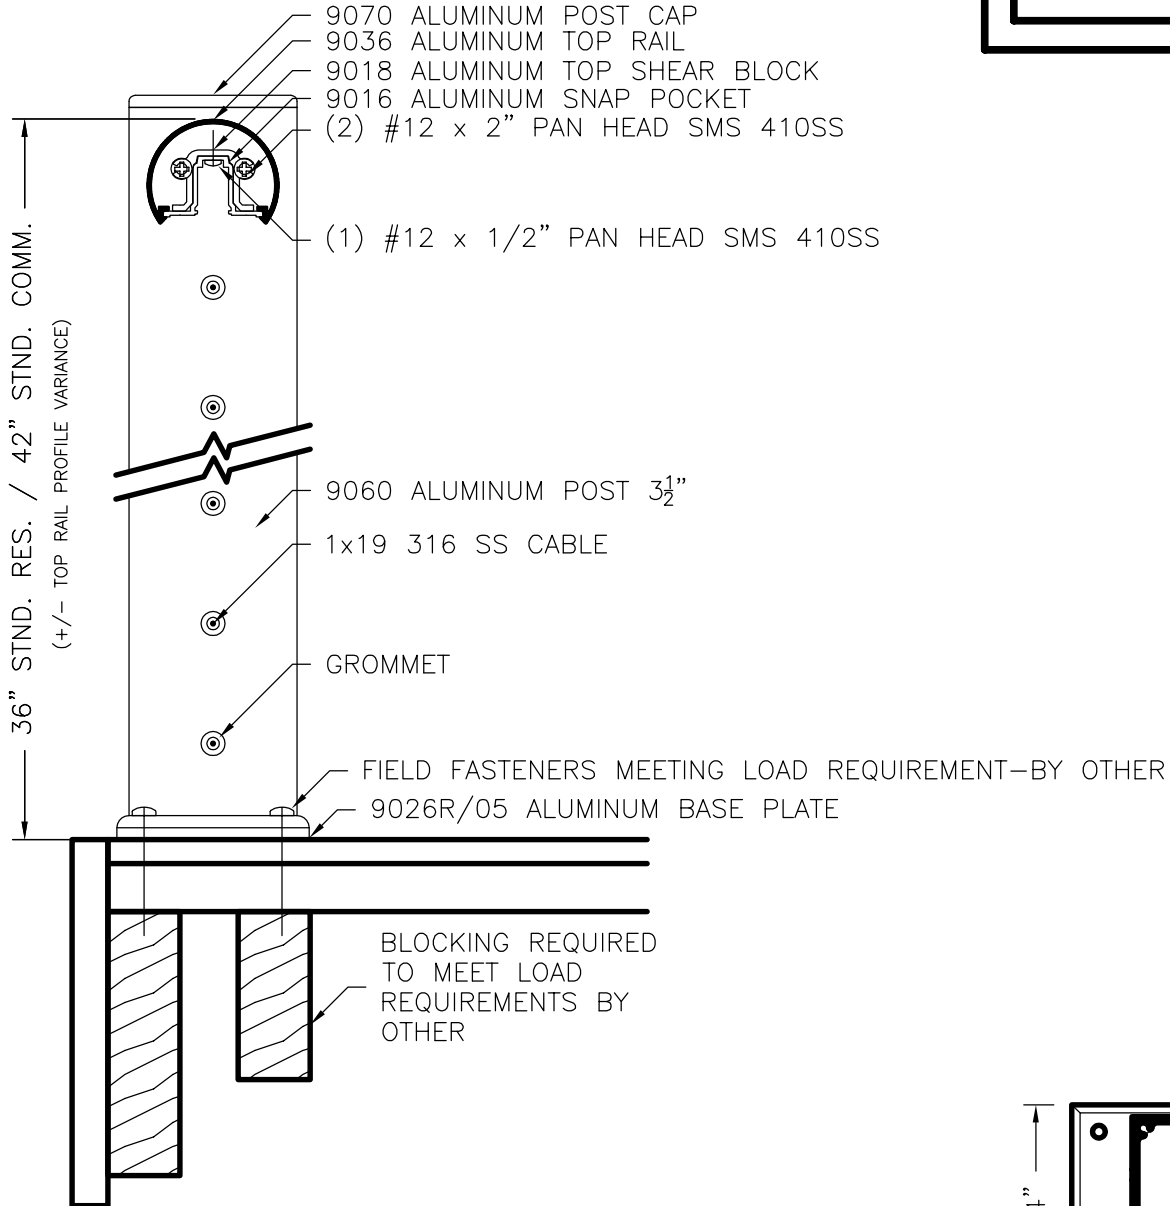 9070 ALUMINUM POST CAP
9036 ALUMINUM TOP RAIL
9018 ALUMINUM TOP SHEAR BLOCK
9016 ALUMINUM SNAP POCKET
(2) #12 x 2" PAN HEAD SMS 410SS
(1) #12 x 1/2" PAN HEAD SMS 410SS
36" STND. RES. / 42" STND. COMM.
(+/- TOP RAIL PROFILE VARIANCE)
9060 ALUMINUM POST 3½"
1x19 316 SS CABLE
GROMMET
FIELD FASTENERS MEETING LOAD REQUIREMENT-BY OTHER
9026R/05 ALUMINUM BASE PLATE
BLOCKING REQUIRED
TO MEET LOAD
REQUIREMENTS BY
OTHER